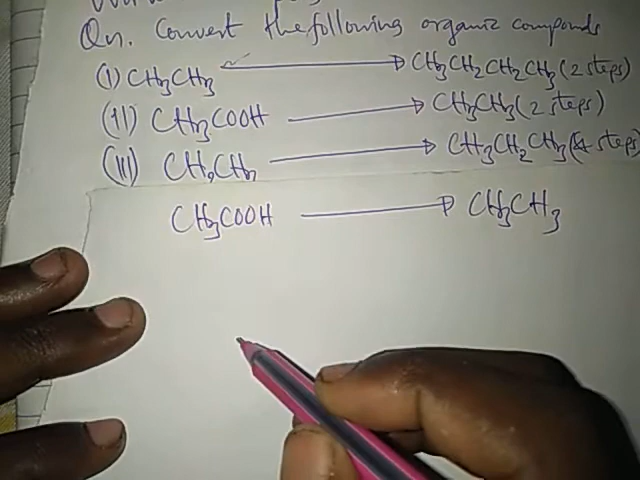 Qn. Convert the following organic compounds
(I) CH3CH3 ⟷ CH3CH2CH2CH3 (2 steps)
(II) CH3COOH ⟶ CH3CH3 (2 steps)
(III) ⟶ CH3CH2CH3 (4 steps)
CH3COOH ⟶ CH3CH3